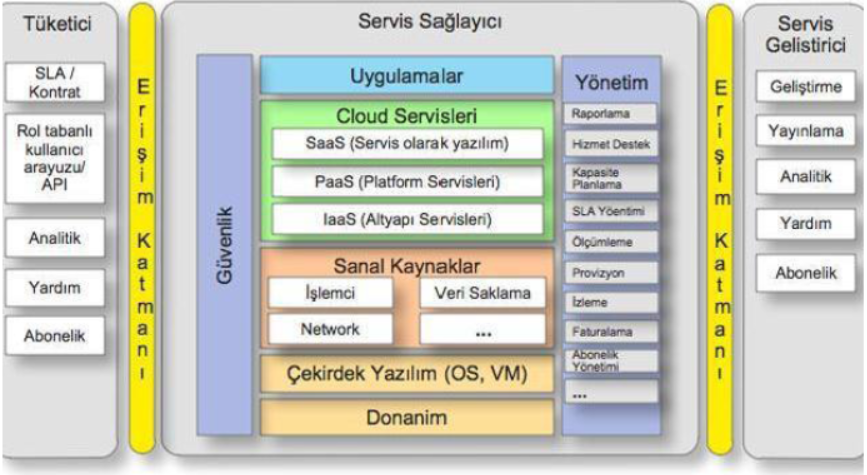 Tüketici
SLA /
Kontrat
Rol tabanlı
kullanıcı
arayuzu/
API
Analitik
Yardım
Abonelik
Erişim Katmanı
Servis Sağlayıcı
Güvenlik
Uygulamalar
Cloud Servisleri
SaaS (Servis olarak yazılım)
PaaS (Platform Servisleri)
IaaS (Altyapı Servisleri)
Sanal Kaynaklar
İşlemci
Veri Saklama
Network
...
Çekirdek Yazılım (OS, VM)
Donanim
Yönetim
Raporlama
Hizmet Destek
Kapasite
Planlama
SLA Yöentimi
Ölçümleme
Provizyon
İzleme
Faturalama
Abonelik
Yönetimi
...
Erişim Katmanı
Servis
Gelistirici
Geliştirme
Yayınlama
Analitik
Yardım
Abonelik